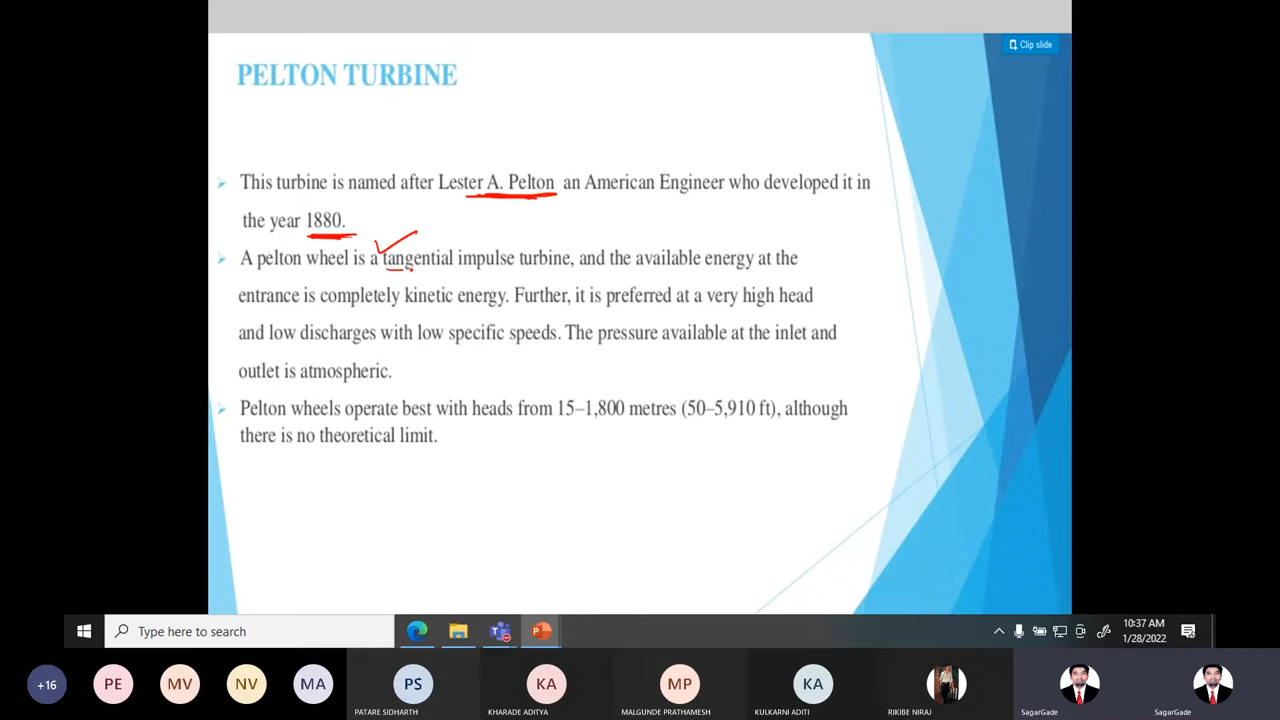 Clip slide
PELTON TURBINE
This turbine is named after Lester A. Pelton an American Engineer who developed it in
the year 1880.
A pelton wheel is a tangential impulse turbine, and the available energy at the
entrance is completely kinetic energy. Further, it is preferred at a very high head
and low discharges with low specific speeds. The pressure available at the inlet and
outlet is atmospheric.
Pelton wheels operate best with heads from 15–1,800 metres (50–5,910 ft), although
there is no theoretical limit.
Type here to search
10:37 AM
1/28/2022
+16
PE
MV
NV
MA
PS
KA
MP
KA
PATARE SIDHARTH
KHARADE ADITYA
MALGUNDE PRATHAMESH
KULKARNI ADITI
RIKIBE NIRAJ
SagarGade
SagarGade